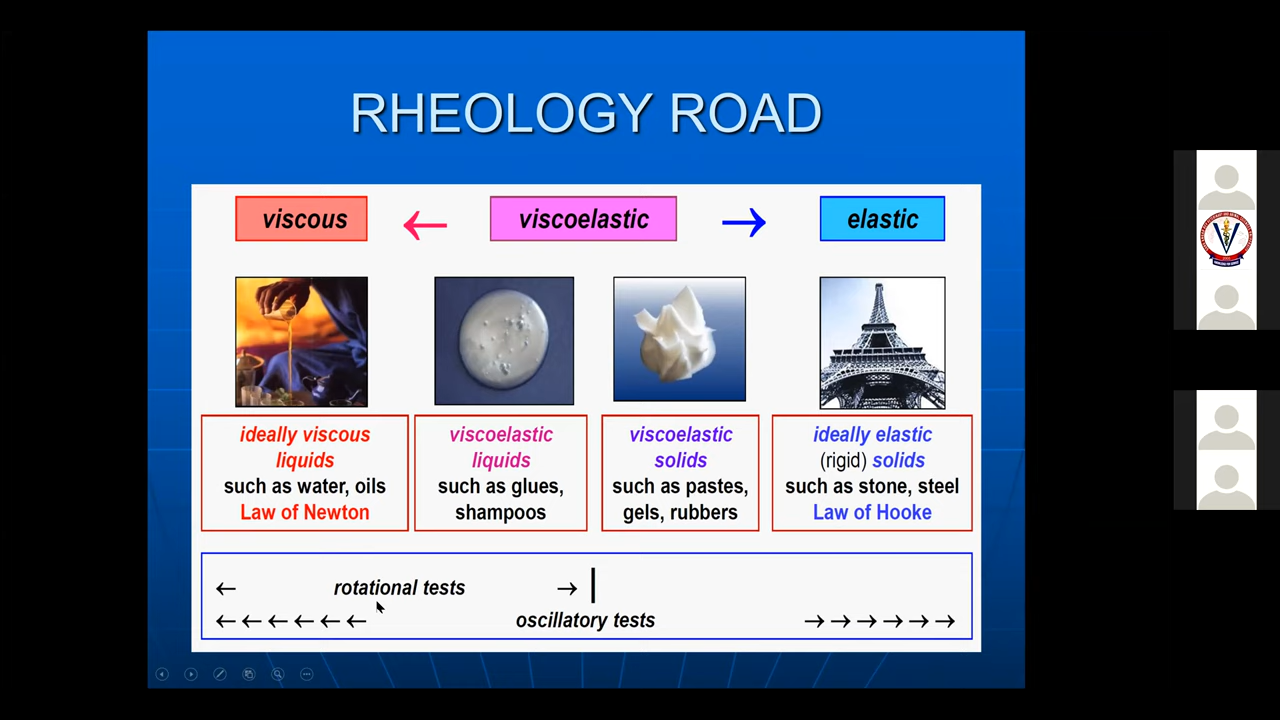 RHEOLOGY ROAD
viscous ← viscoelastic → elastic
ideally viscous
liquids
such as water, oils
Law of Newton
viscoelastic
liquids
such as glues,
shampoos
viscoelastic
solids
such as pastes,
gels, rubbers
ideally elastic
(rigid) solids
such as stone, steel
Law of Hooke
← rotational tests → |
← ← ← ← ← ← oscillatory tests → → → → → →